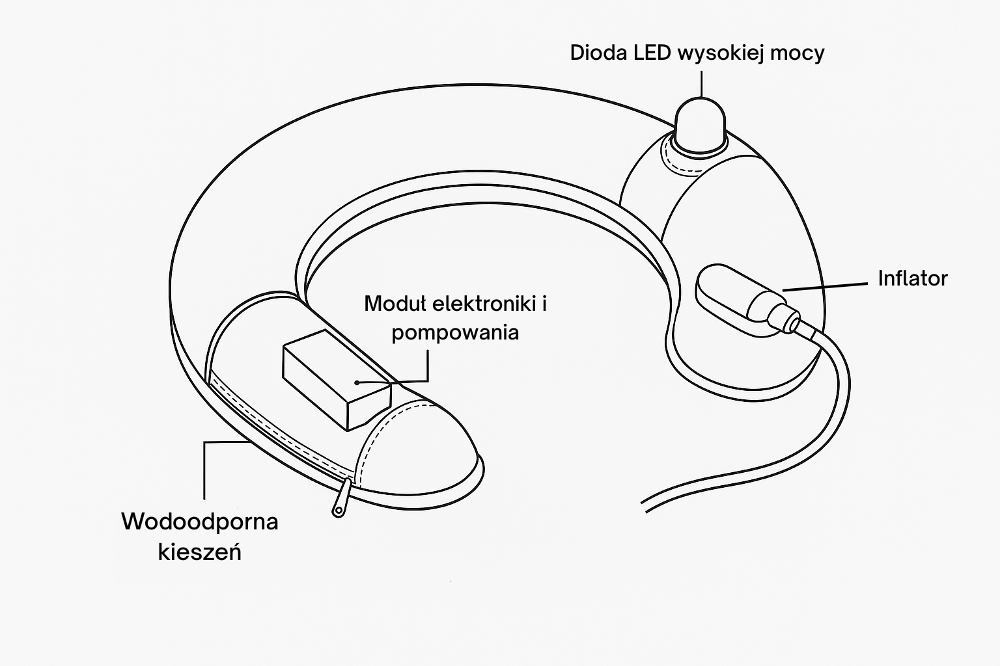 Dioda LED wysokiej mocy
Inflator
Moduł elektroniki i
pompowania
Wodoodporna
kieszeń